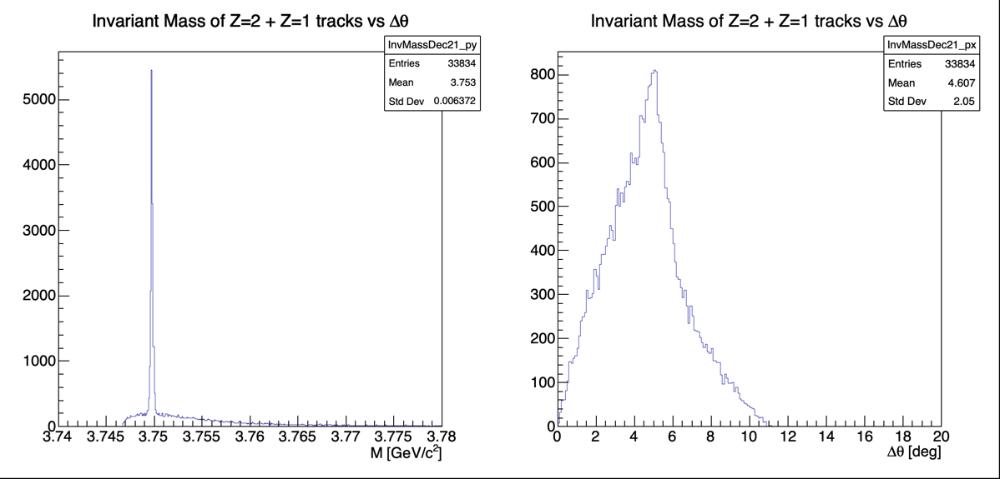 Invariant Mass of Z=2 + Z=1 tracks vs Δθ
InvMassDec21_py
Entries 33834
Mean 3.753
Std Dev 0.006372
5000
4000
3000
2000
1000
0
3.74 3.745 3.75 3.755 3.76 3.765 3.77 3.775 3.78
M [GeV/c²]
Invariant Mass of Z=2 + Z=1 tracks vs Δθ
InvMassDec21_px
Entries 33834
Mean 4.607
Std Dev 2.05
800
700
600
500
400
300
200
100
0
0 2 4 6 8 10 12 14 16 18 20
Δθ [deg]